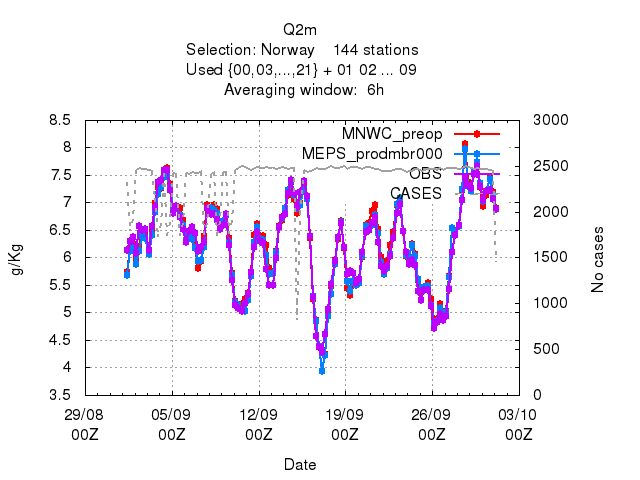 Q2m
Selection: Norway 144 stations
Used {00,03,...,21} + 01 02 ... 09
Averaging window: 6h
8.5 3000
MNWC_preop
8 MEPS_prodmbr000
7.5 2500
OBS
7 CASES 2000
6.5
6 1500
5.5
5 1000
4.5
4 500
3.5 0
g/Kg
No cases
29/08 05/09 12/09 19/09 26/09 03/10
00Z 00Z 00Z 00Z 00Z 00Z
Date